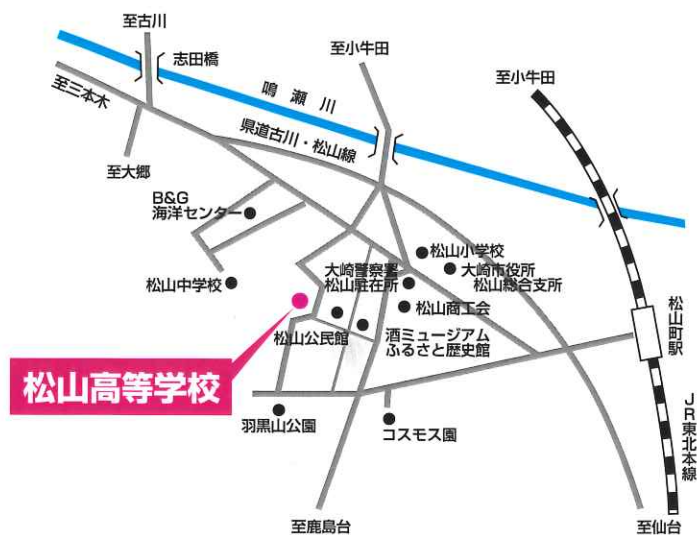 至古川
志田橋
至小牛田
至小牛田
至三本木
鳴瀬川
県道古川・松山線
至大郷
B&G
海洋センター
松山小学校
大崎市役所
松山総合支所
大崎警察署
松山駐在所
松山中学校
松山商工会
松山公民館
酒ミュージアム
ふるさと歴史館
松山町駅
松山高等学校
羽黒山公園
コスモス園
JR東北本線
至鹿島台
至仙台